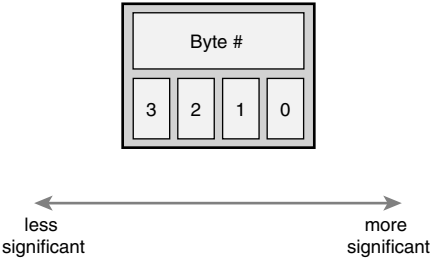 Byte #
3 2 1 0
less
significant
more
significant